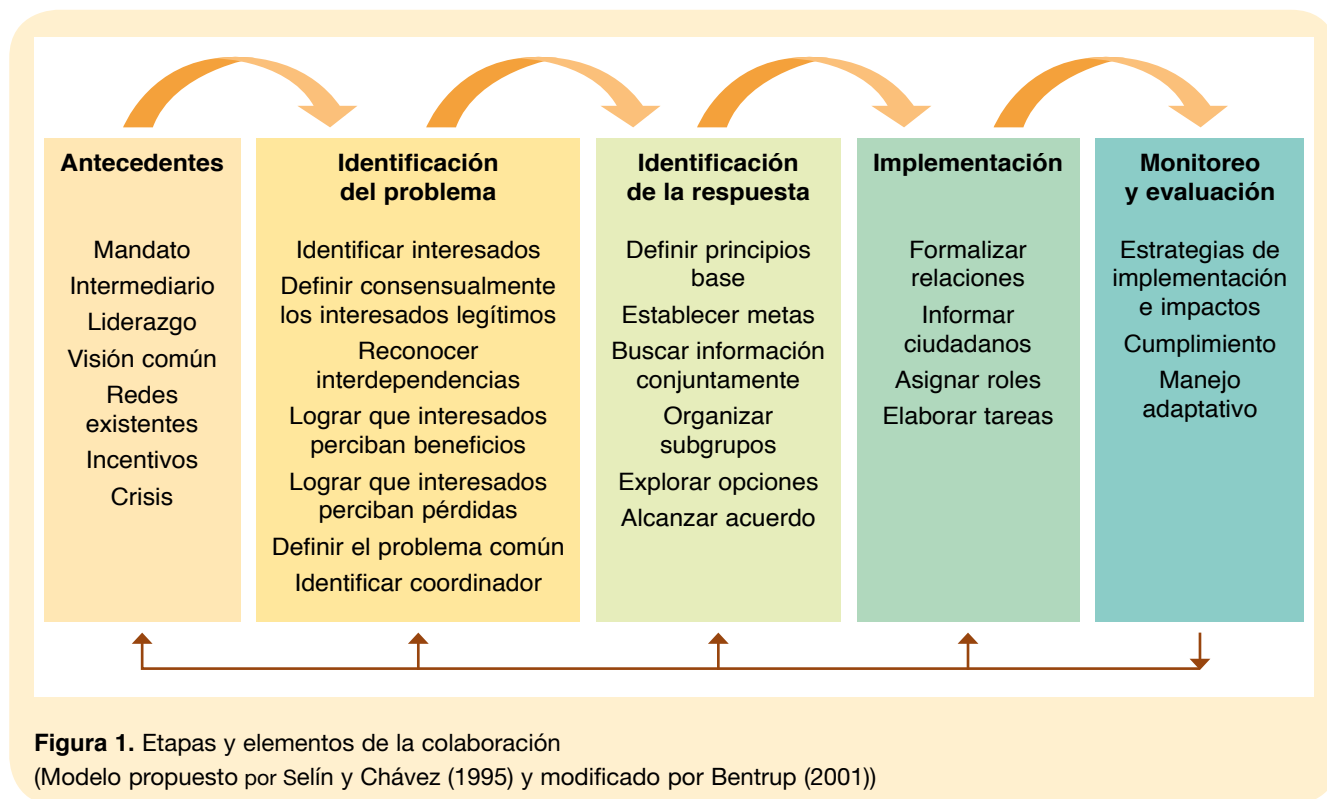 Antecedentes
Mandato
Intermediario
Liderazgo
Visión común
Redes
existentes
Incentivos
Crisis
Identificación
del problema
Identificar interesados
Definir consensualmente
los interesados legítimos
Reconocer
interdependencias
Lograr que interesados
perciban beneficios
Lograr que interesados
perciban pérdidas
Definir el problema común
Identificar coordinador
Identificación
de la respuesta
Definir principios
base
Establecer metas
Buscar información
conjuntamente
Organizar
subgrupos
Explorar opciones
Alcanzar acuerdo
Implementación
Formalizar
relaciones
Informar
ciudadanos
Asignar roles
Elaborar tareas
Monitoreo
y evaluación
Estrategias de
implementación
e impactos
Cumplimiento
Manejo
adaptativo
Figura 1. Etapas y elementos de la colaboración
(Modelo propuesto por Selín y Chávez (1995) y modificado por Bentrup (2001))